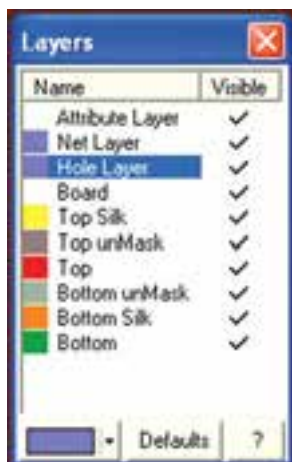 Layers
Name Visible
Attribute Layer
Net Layer
Hole Layer
Board
Top Silk
Top unMask
Top
Bottom unMask
Bottom Silk
Bottom
Defaults ?